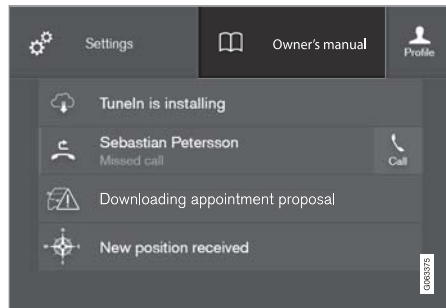 Settings
Owner's manual
Profile
TuneIn is installing
Sebastian Petersson
Missed call
Call
Downloading appointment proposal
New position received
G063375